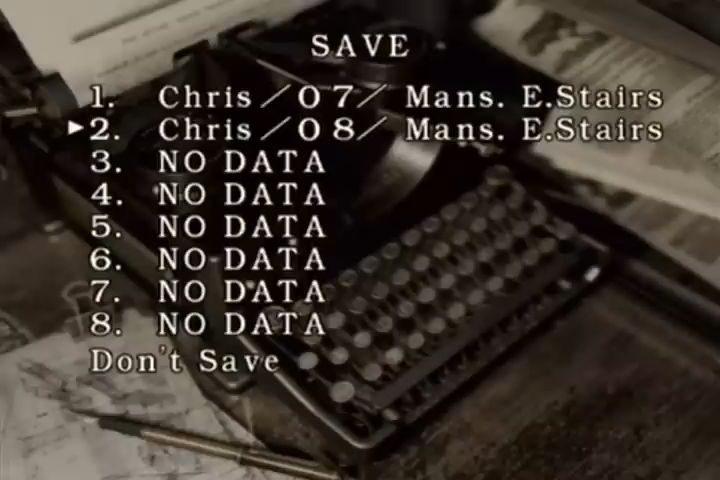 SAVE
1. Chris/07/ Mans. E.Stairs
►2. Chris/08/ Mans. E.Stairs
3. NO DATA
4. NO DATA
5. NO DATA
6. NO DATA
7. NO DATA
8. NO DATA
Don't Save